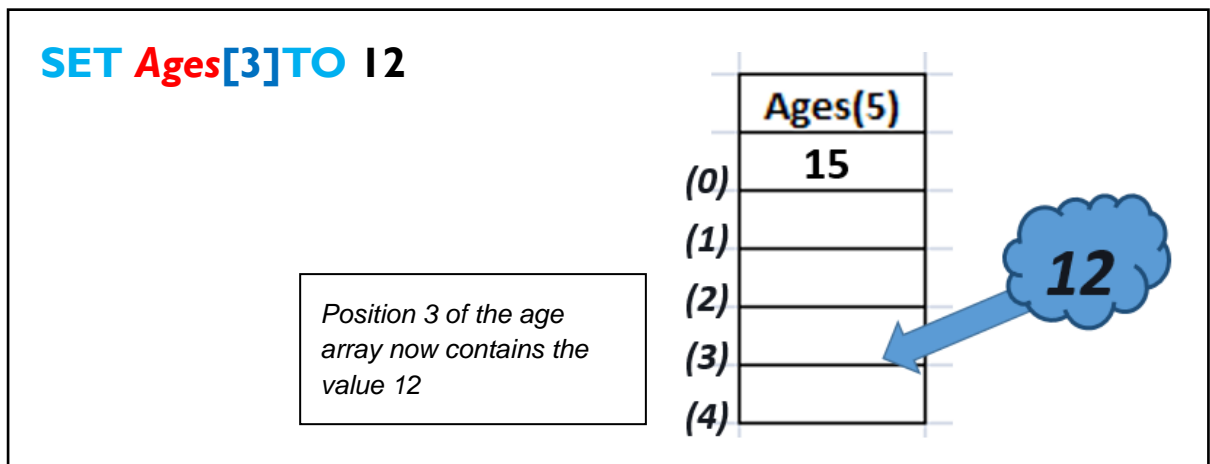 SET Ages[3]TO 12
Ages(5)
(0) 15
(1)
(2)
(3)
(4)
12
Position 3 of the age
array now contains the
value 12